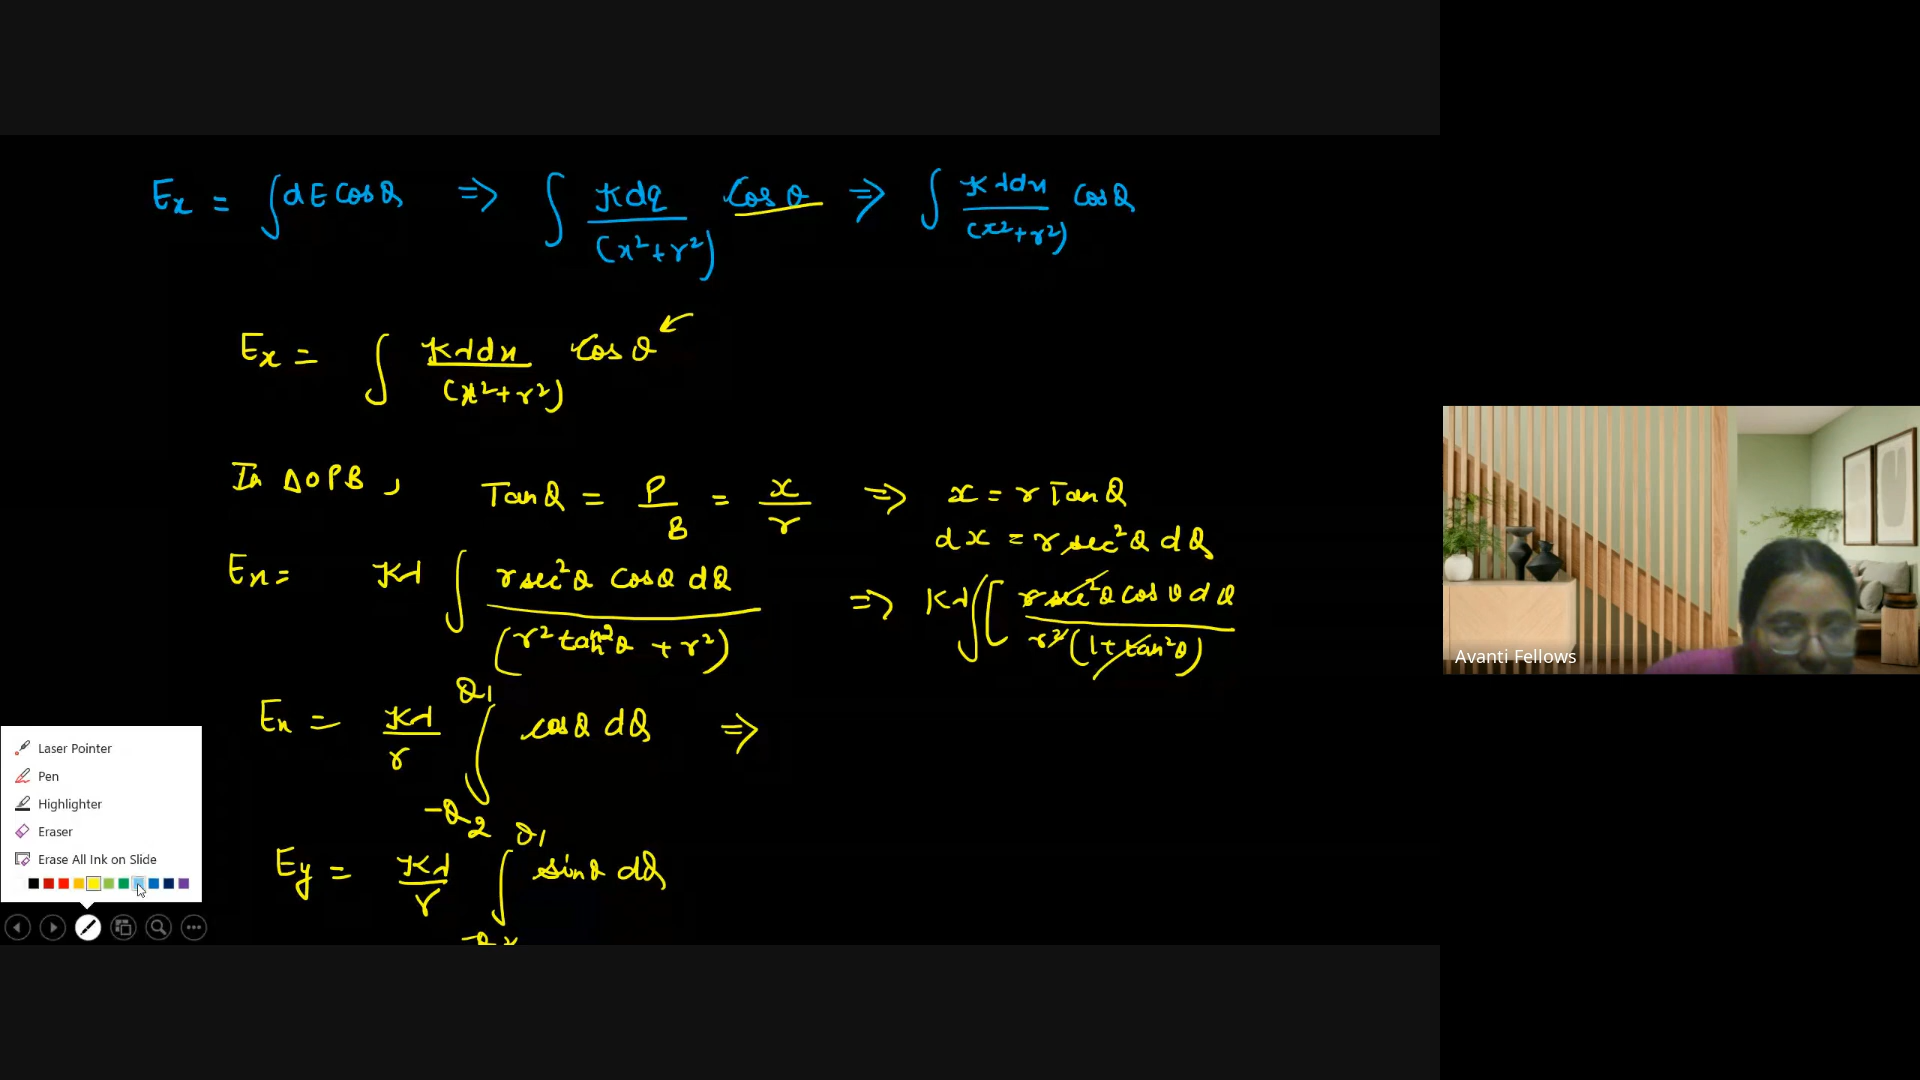 Ex = ∫dE Cosθ => ∫ Kdq/(x²+r²) Cosθ => ∫ Kλdx/(x²+r²) Cosθ
Ex = ∫ Kλdx/(x²+r²) Cosθ
In ΔOPB, Tanθ = P/B = x/r => x = r Tanθ
dx = r sec²θ dθ
Ex = Kλ ∫ r sec²θ cosθ dθ/(r² tan²θ + r²) => Kλ∫[ r sec²θ cosθ dθ/r²(1+tan²θ)
Ex = Kλ/r ∫ θ1 -θ2 cosθ dθ =>
Ey = Kλ/r ∫ θ1 sinθ dθ
Laser Pointer
Pen
Highlighter
Eraser
Erase All Ink on Slide
Avanti Fellows